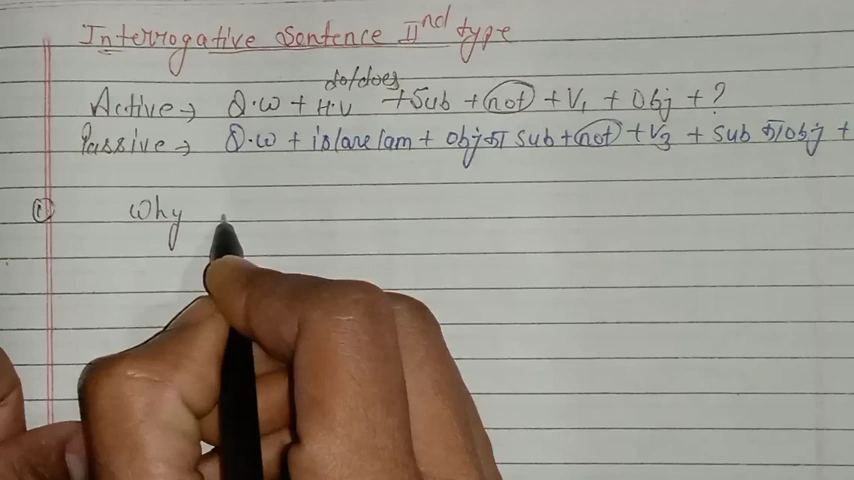 Interrogative Sentence IInd type
do/does
Active → Q.w + H.V + Sub + not + V1 + Obj + ?
Passive → Q.w + is/are/am + Obj का Sub + not + V3 + Sub का obj +
① Why